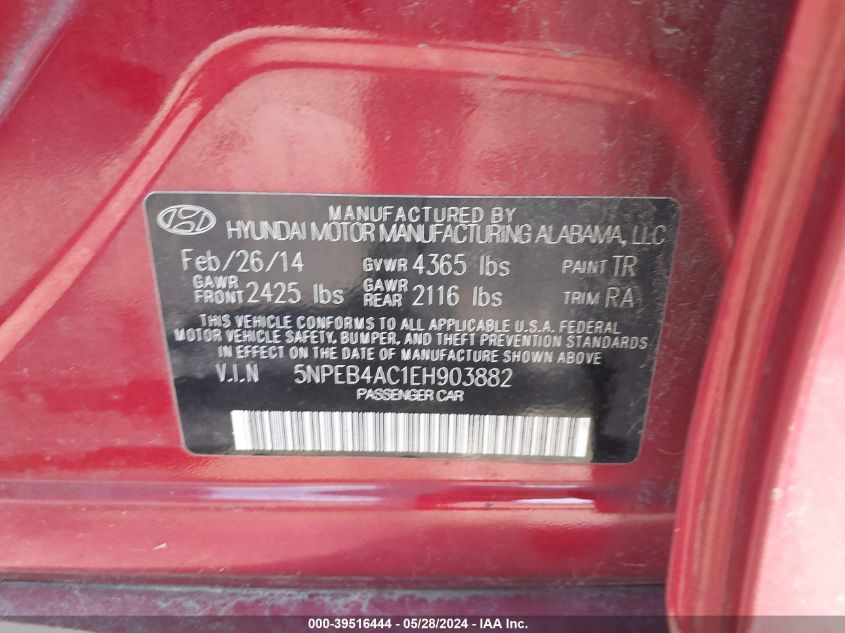 MANUFACTURED BY
HYUNDAI MOTOR MANUFACTURING ALABAMA, LLC
Feb/26/14 GVWR 4365 lbs PAINT TR
GAWR FRONT 2425 lbs GAWR REAR 2116 lbs TRIM RA
THIS VEHICLE CONFORMS TO ALL APPLICABLE U.S.A. FEDERAL
MOTOR VEHICLE SAFETY, BUMPER, AND THEFT PREVENTION STANDARDS
IN EFFECT ON THE DATE OF MANUFACTURE SHOWN ABOVE.
V.I.N 5NPEB4AC1EH903882
PASSENGER CAR
000-39516444 - 05/28/2024 - IAA Inc.